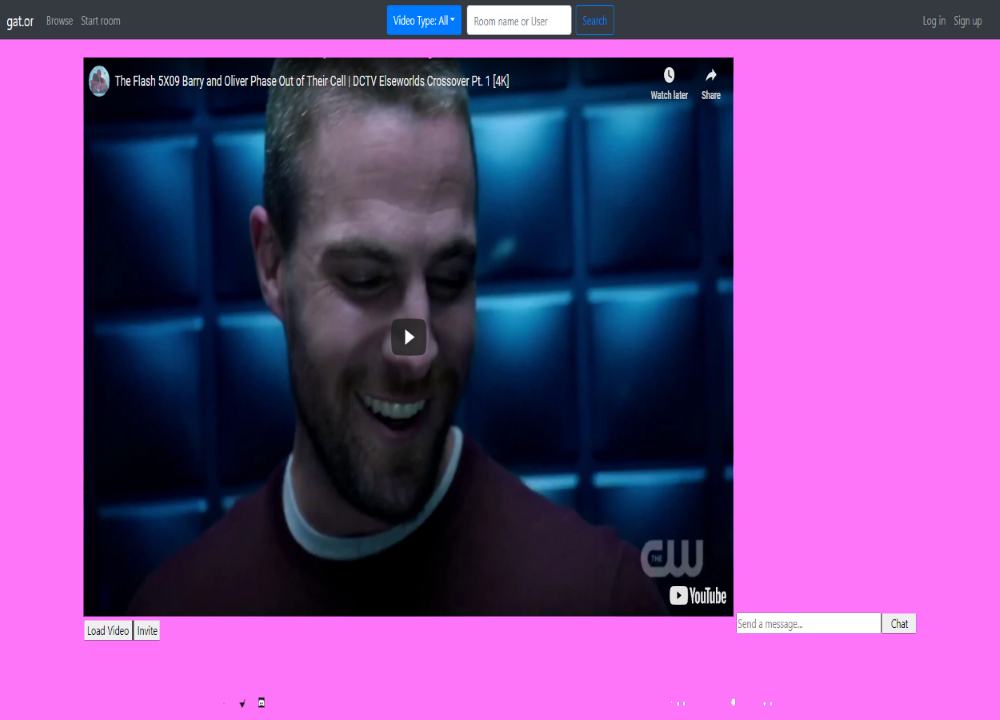 gat.or Browse Start room Video Type: All Room name or User Search Log in Sign up
The Flash 5X09 Barry and Oliver Phase Out of Their Cell | DCTV Elseworlds Crossover Pt. 1 [4K]
Watch later Share
THE CW
YouTube
Send a message... Chat
Load Video Invite